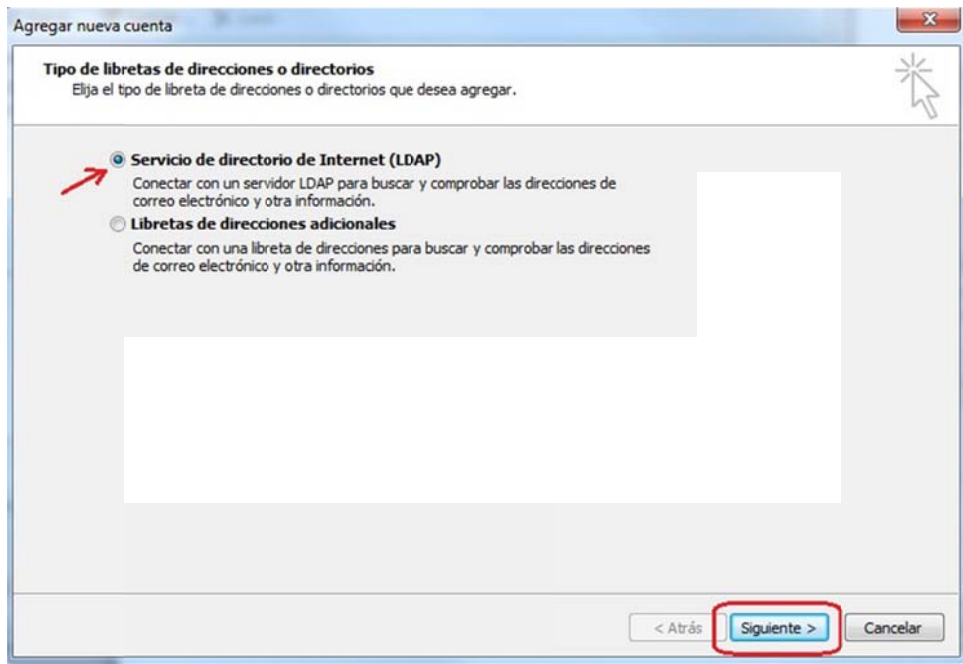 Agregar nueva cuenta
Tipo de libretas de direcciones o directorios
Elija el tipo de libreta de direcciones o directorios que desea agregar.
Servicio de directorio de Internet (LDAP)
Conectar con un servidor LDAP para buscar y comprobar las direcciones de
correo electrónico y otra información.
Libretas de direcciones adicionales
Conectar con una libreta de direcciones para buscar y comprobar las direcciones
de correo electrónico y otra información.
< Atrás Siguiente > Cancelar